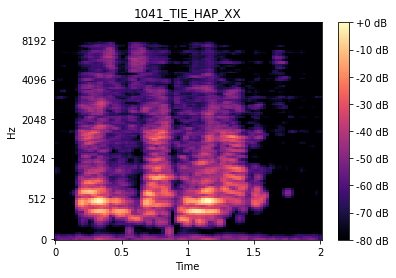 1041_TIE_HAP_XX
+0 dB
8192
-10 dB
4096
-20 dB
-30 dB
2048
Hz
-40 dB
1024
-50 dB
512
-60 dB
-70 dB
0
-80 dB
0 0.5 1 1.5 2
Time